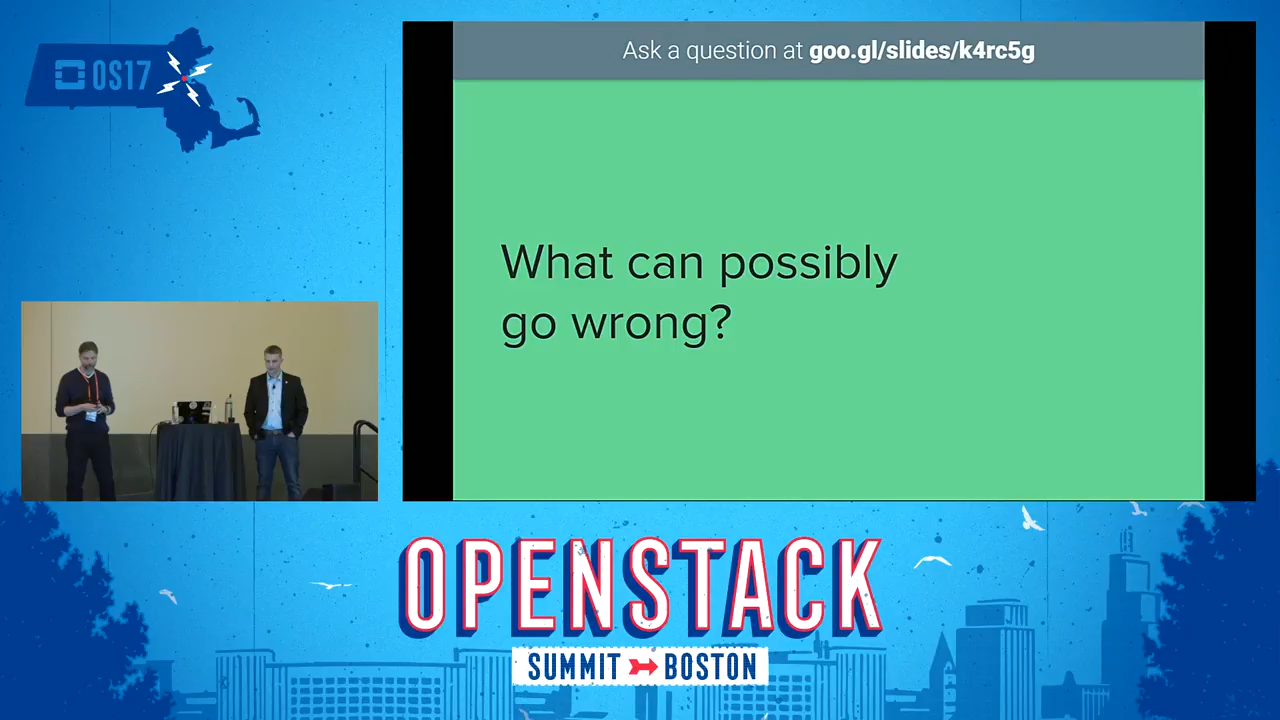 OS17
Ask a question at goo.gl/slides/k4rc5g
What can possibly
go wrong?
OPENSTACK
SUMMIT BOSTON